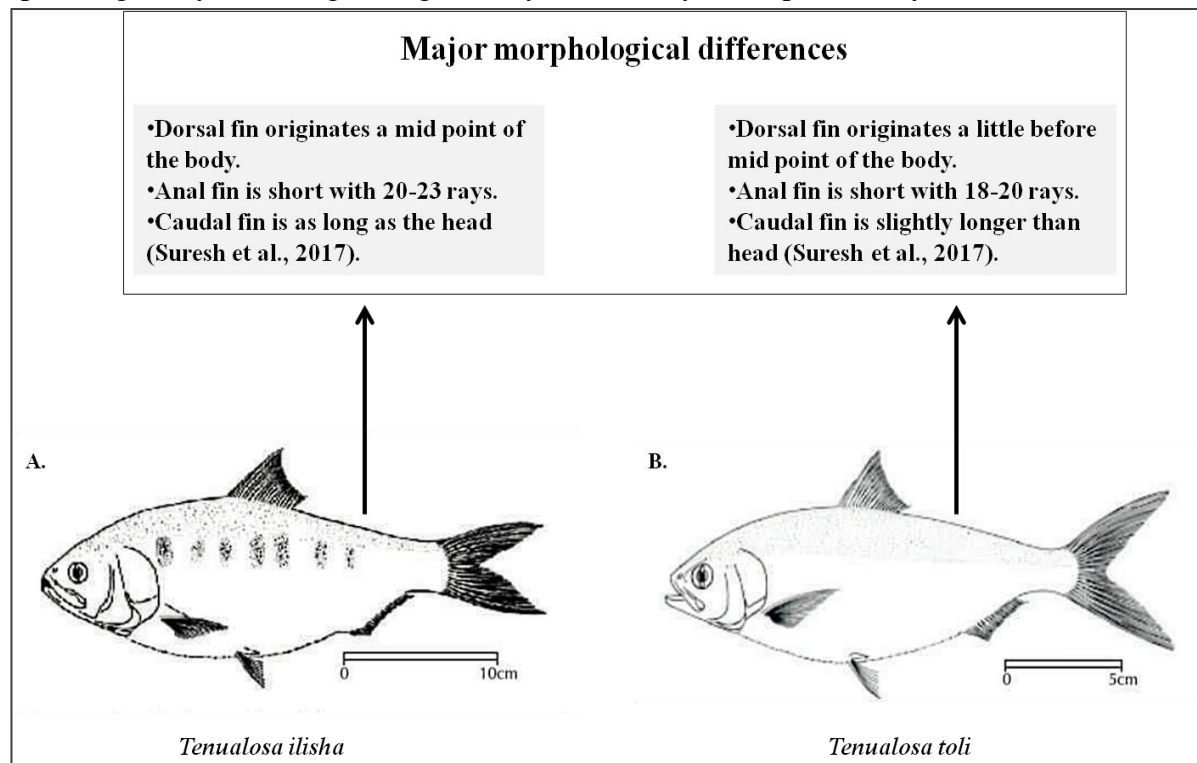 Major morphological differences
•Dorsal fin originates a mid point of
the body.
•Anal fin is short with 20-23 rays.
•Caudal fin is as long as the head
(Suresh et al., 2017).
•Dorsal fin originates a little before
mid point of the body.
•Anal fin is short with 18-20 rays.
•Caudal fin is slightly longer than
head (Suresh et al., 2017).
A.
B.
0 10cm
0 5cm
Tenualosa ilisha
Tenualosa toli